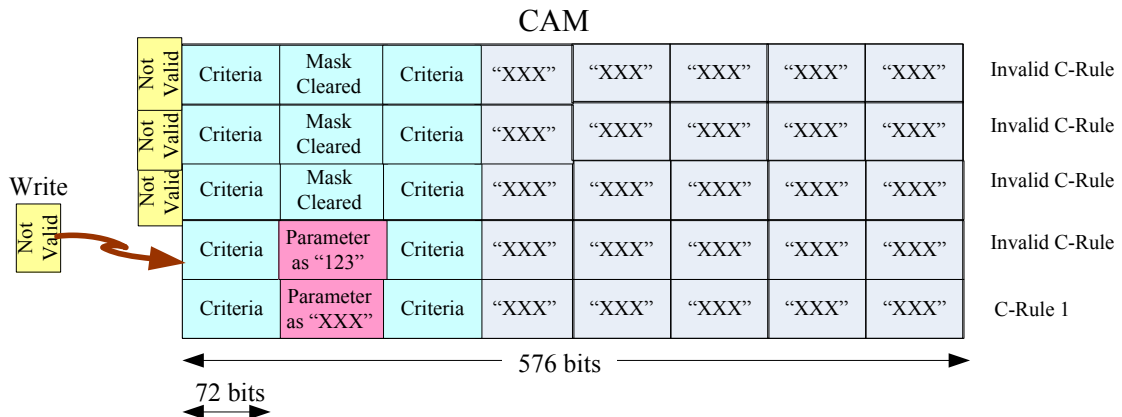 CAM
Not Valid Criteria Mask Cleared Criteria “XXX” “XXX” “XXX” “XXX” “XXX” Invalid C-Rule
Not Valid Criteria Mask Cleared Criteria “XXX” “XXX” “XXX” “XXX” “XXX” Invalid C-Rule
Not Valid Criteria Mask Cleared Criteria “XXX” “XXX” “XXX” “XXX” “XXX” Invalid C-Rule
Write
Not Valid Criteria Parameter as “123” Criteria “XXX” “XXX” “XXX” “XXX” “XXX” Invalid C-Rule
Criteria Parameter as “XXX” Criteria “XXX” “XXX” “XXX” “XXX” “XXX” C-Rule 1
576 bits
72 bits